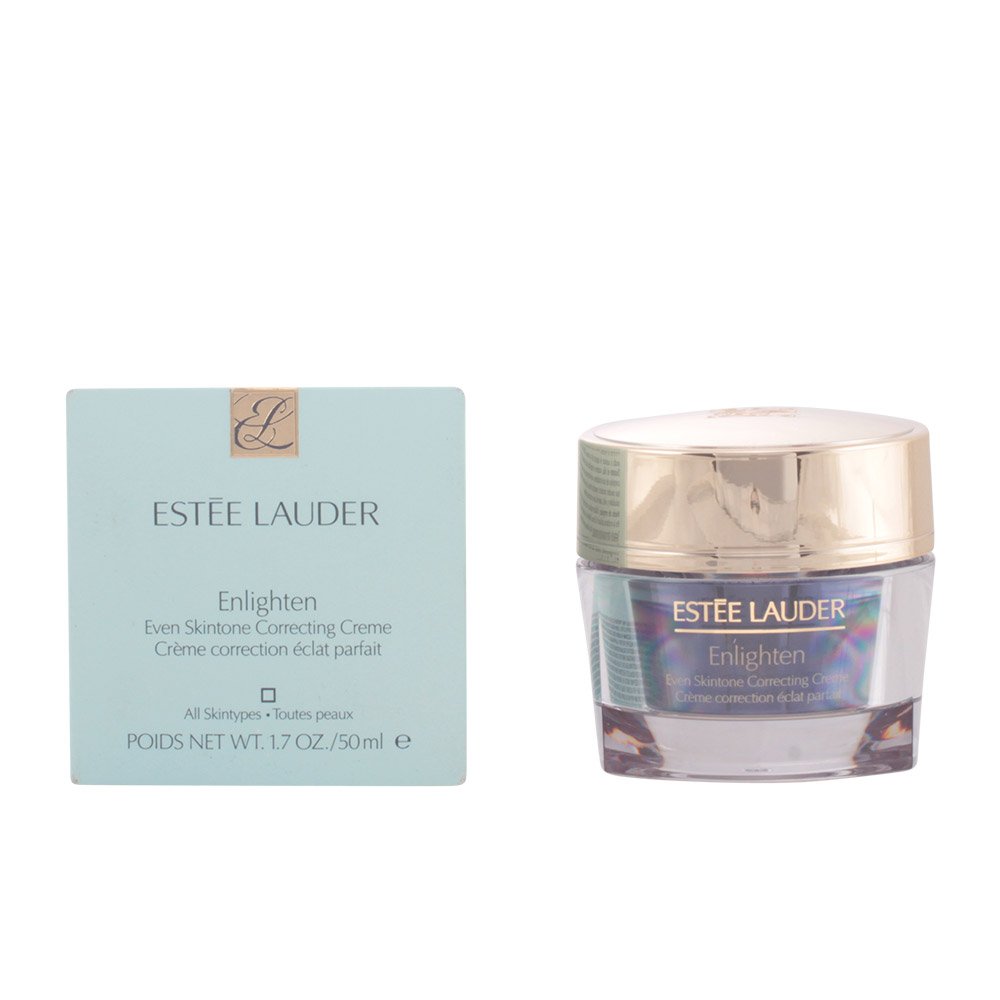 EL
ESTĒE LAUDER
Enlighten
Even Skintone Correcting Creme
Crème correction éclat parfait
All Skintypes • Toutes peaux
POIDS NET WT. 1.7 OZ./50 ml ℮
ESTĒE LAUDER
Enlighten
Even Skintone Correcting Creme
Crème correction éclat parfait